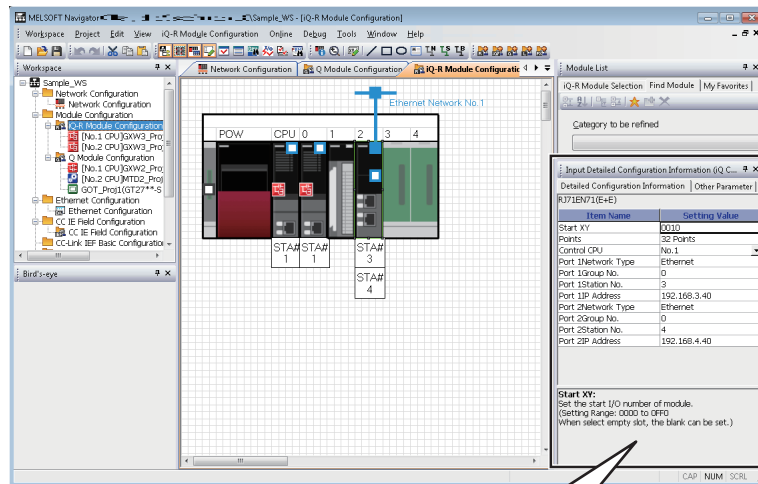 MELSOFT Navigator
Sample_WS - [iQ-R Module Configuration]
Workspace Project Edit View iQ-R Module Configuration Online Debug Tools Window Help
Workspace
Sample_WS
Network Configuration
Network Configuration
Module Configuration
iQ-R Module Configuration
[No.1 CPU]GXW3_Proj
[No.2 CPU]GXW3_Proj
Q Module Configuration
[No.1 CPU]GXW2_Proj
[No.2 CPU]MTD2_Proj
GOT_Proj1(GT27**-S
Ethernet Configuration
Ethernet Configuration
CC IE Field Configuration
CC IE Field Configuration
CC-Link IEF Basic Configuration
Bird's-eye
Network Configuration
Q Module Configuration
iQ-R Module Configuratic
Ethernet Network No.1
POW CPU 0 1 2 3 4
STA# STA# STA#
1 1 3
STA#
4
Module List
iQ-R Module Selection Find Module My Favorites
Category to be refined
Input Detailed Configuration Information (iQ C...
Detailed Configuration Information Other Parameter
RJ71EN71(E+E)
Item Name Setting Value
Start XY 0010
Points 32 Points
Control CPU No.1
Port 1Network Type Ethernet
Port 1Group No. 0
Port 1Station No. 3
Port 1IP Address 192.168.3.40
Port 2Network Type Ethernet
Port 2Group No. 0
Port 2Station No. 4
Port 2IP Address 192.168.4.40
Start XY:
Set the start I/O number of module.
(Setting Range: 0000 to 0FF0
When select empty slot, the blank can be set.)
CAP NUM SCRL